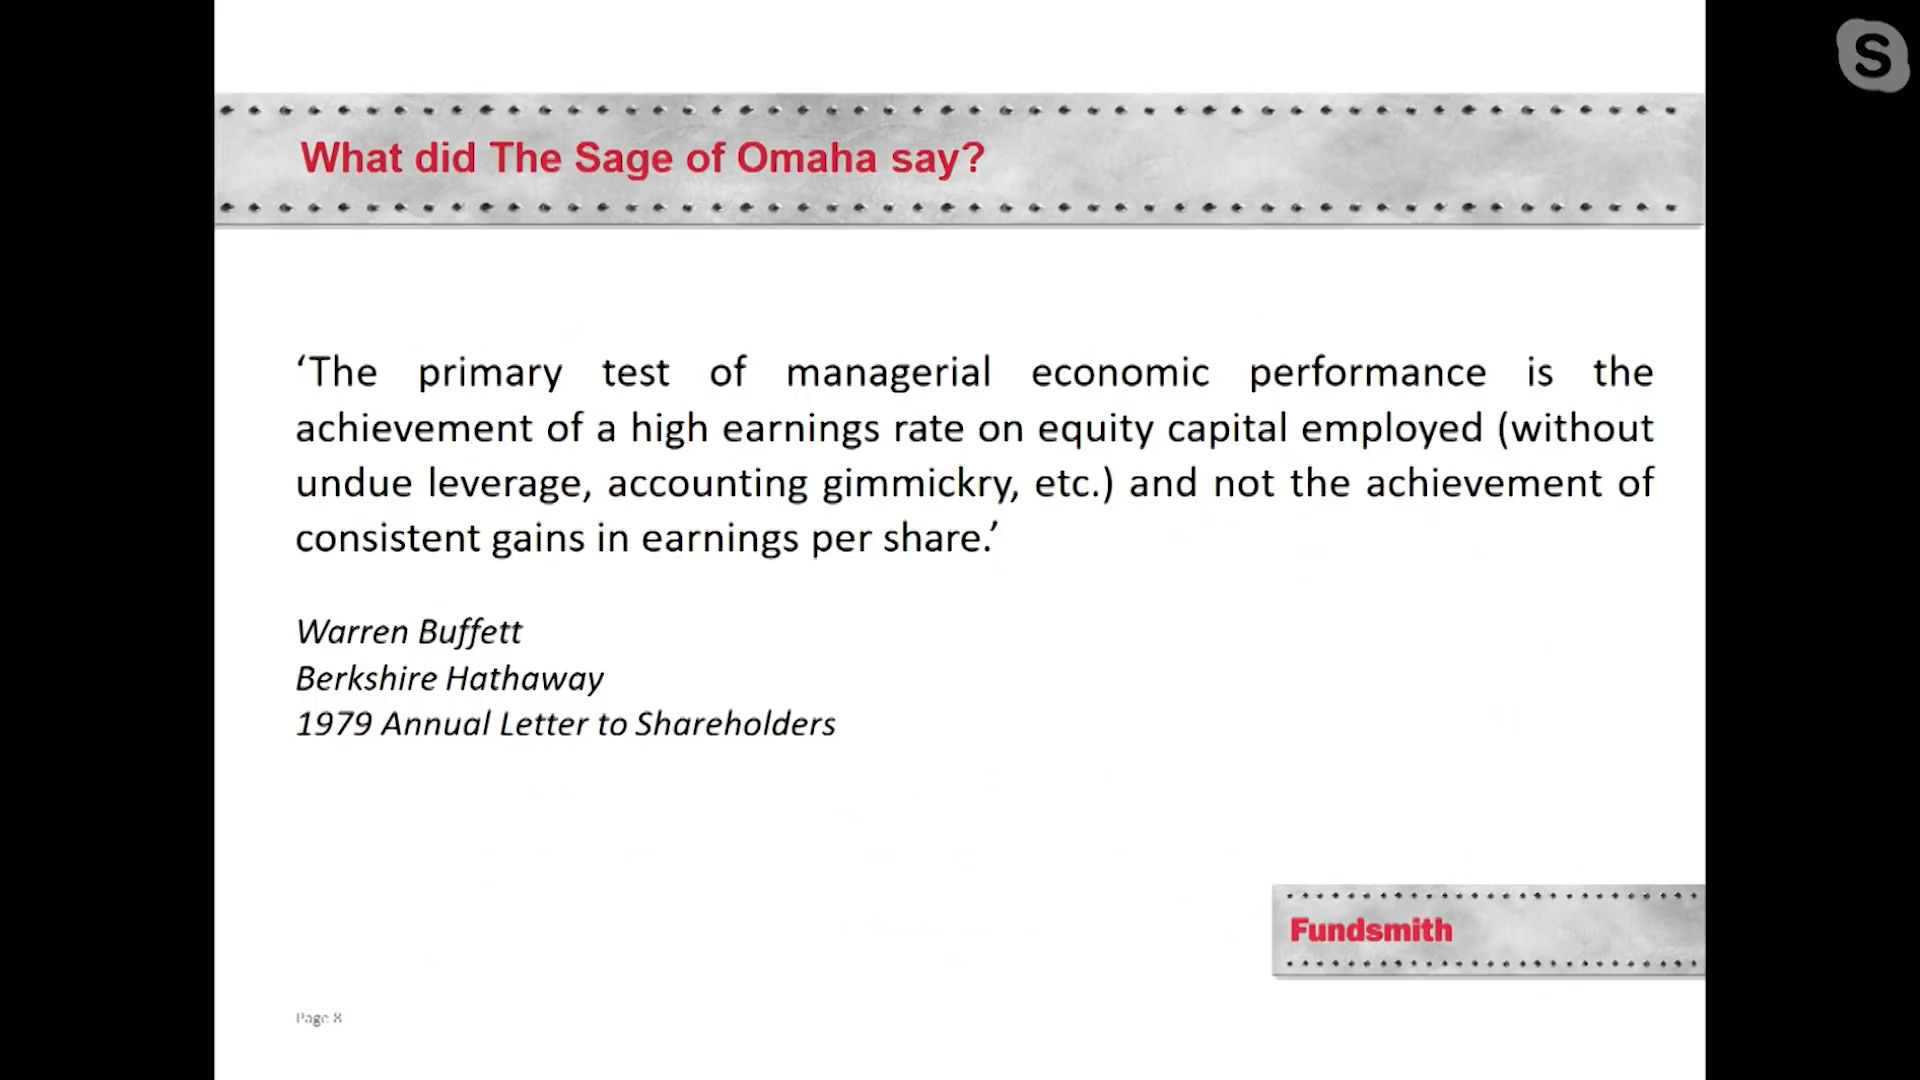 S
What did The Sage of Omaha say?
‘The primary test of managerial economic performance is the
achievement of a high earnings rate on equity capital employed (without
undue leverage, accounting gimmickry, etc.) and not the achievement of
consistent gains in earnings per share.’
Warren Buffett
Berkshire Hathaway
1979 Annual Letter to Shareholders
Fundsmith
Page 8